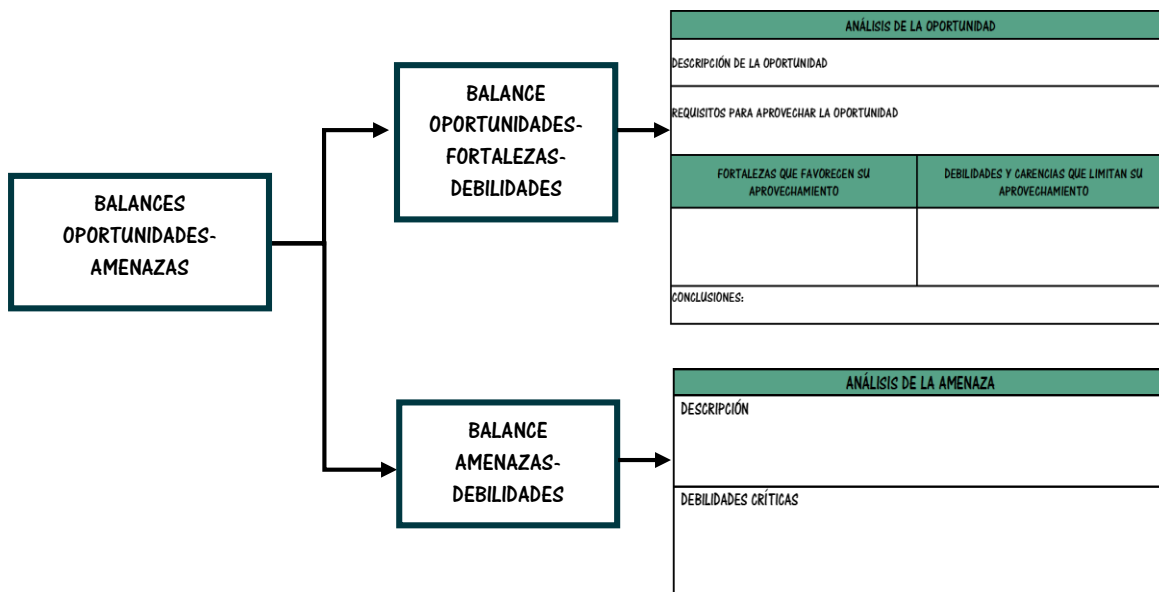 BALANCES
OPORTUNIDADES-
AMENAZAS
BALANCE
OPORTUNIDADES-
FORTALEZAS-
DEBILIDADES
ANÁLISIS DE LA OPORTUNIDAD
DESCRIPCIÓN DE LA OPORTUNIDAD
REQUISITOS PARA APROVECHAR LA OPORTUNIDAD
FORTALEZAS QUE FAVORECEN SU
APROVECHAMIENTO
DEBILIDADES Y CARENCIAS QUE LIMITAN SU
APROVECHAMIENTO
CONCLUSIONES:
BALANCE
AMENAZAS-
DEBILIDADES
ANÁLISIS DE LA AMENAZA
DESCRIPCIÓN
DEBILIDADES CRÍTICAS